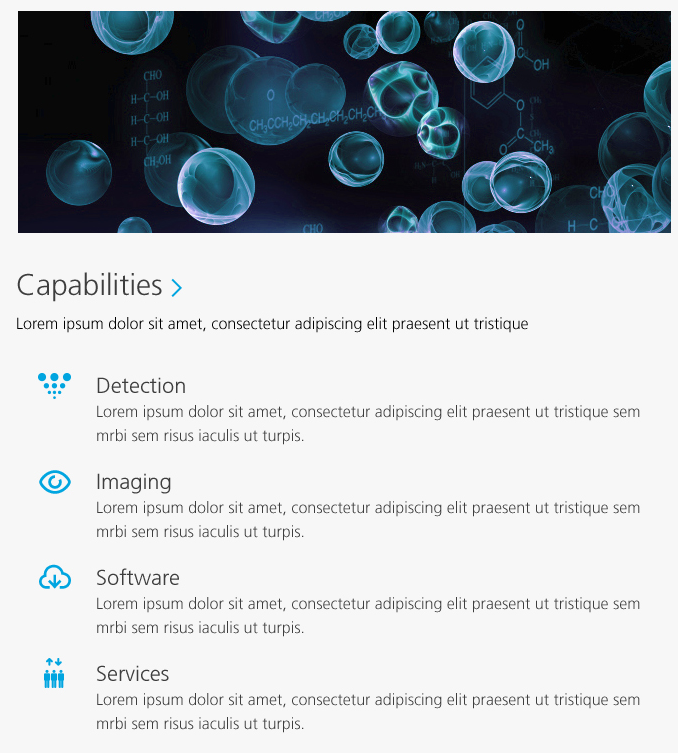 CHO
H-C-OH
H-C-OH
H-C-OH
CH₂OH
O
CH₃CCH₂CH₂CH₂CH₂CH₂CH₃
O
C
OH
O
C
CH₃
O
CHO
CHO
H-C
Capabilities
Lorem ipsum dolor sit amet, consectetur adipiscing elit praesent ut tristique
Detection
Lorem ipsum dolor sit amet, consectetur adipiscing elit praesent ut tristique sem
mrbi sem risus iaculis ut turpis.
Imaging
Lorem ipsum dolor sit amet, consectetur adipiscing elit praesent ut tristique sem
mrbi sem risus iaculis ut turpis.
Software
Lorem ipsum dolor sit amet, consectetur adipiscing elit praesent ut tristique sem
mrbi sem risus iaculis ut turpis.
Services
Lorem ipsum dolor sit amet, consectetur adipiscing elit praesent ut tristique sem
mrbi sem risus iaculis ut turpis.